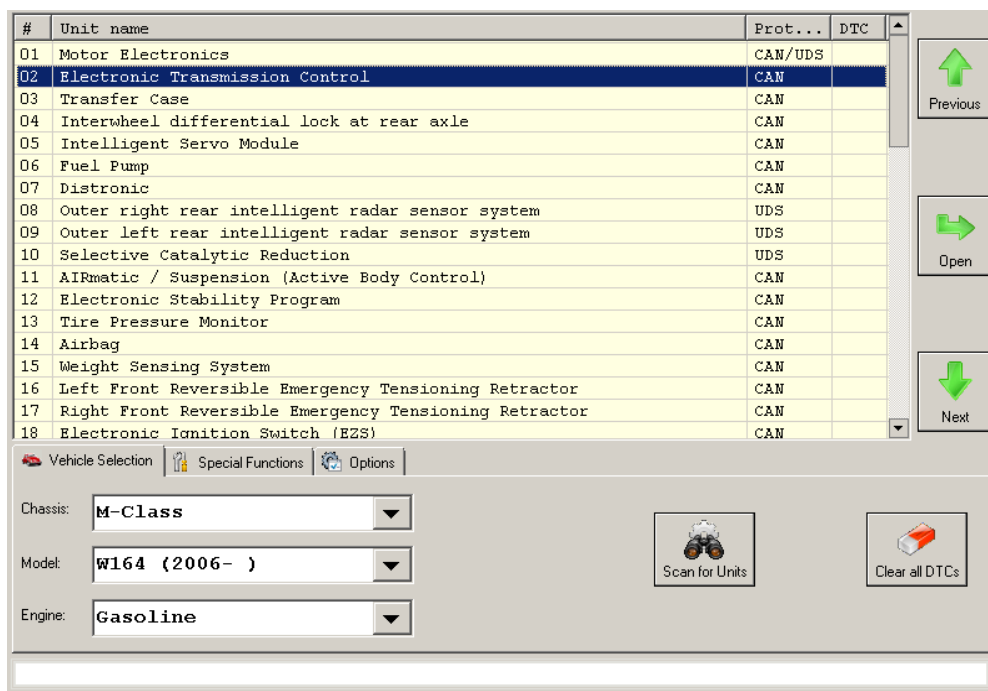 # Unit name Prot... DTC
01 Motor Electronics CAN/UDS
02 Electronic Transmission Control CAN
03 Transfer Case CAN
04 Interwheel differential lock at rear axle CAN
05 Intelligent Servo Module CAN
06 Fuel Pump CAN
07 Distronic CAN
08 Outer right rear intelligent radar sensor system UDS
09 Outer left rear intelligent radar sensor system UDS
10 Selective Catalytic Reduction UDS
11 AIRmatic / Suspension (Active Body Control) CAN
12 Electronic Stability Program CAN
13 Tire Pressure Monitor CAN
14 Airbag CAN
15 Weight Sensing System CAN
16 Left Front Reversible Emergency Tensioning Retractor CAN
17 Right Front Reversible Emergency Tensioning Retractor CAN
18 Electronic Ignition Switch (EZS) CAN
Previous
Open
Next
Vehicle Selection Special Functions Options
Chassis: M-Class
Model: W164 (2006- )
Engine: Gasoline
Scan for Units
Clear all DTCs